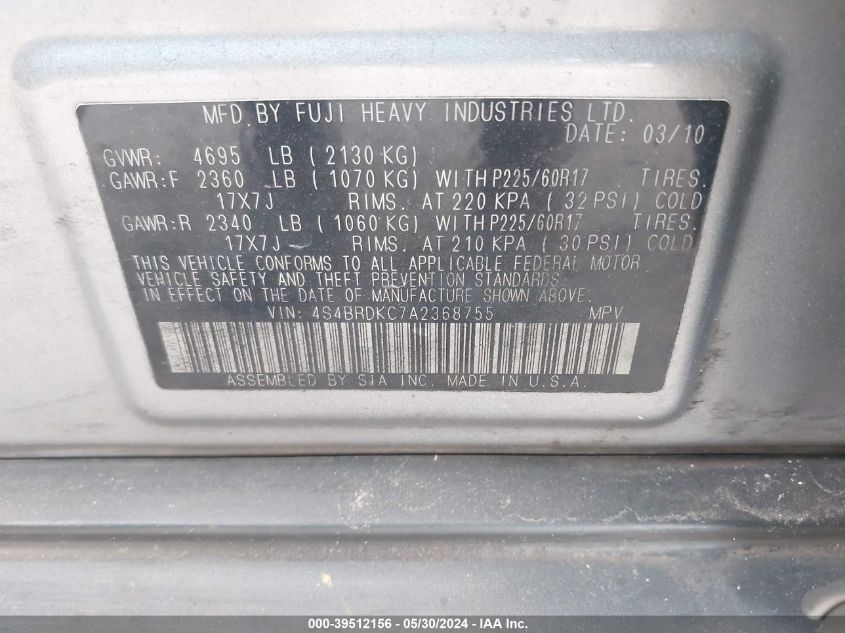 MFD. BY FUJI HEAVY INDUSTRIES LTD.
DATE: 03/10
GVWR: 4695 LB ( 2130 KG)
GAWR:F 2360 LB ( 1070 KG) WITH P225/60R17 TIRES.
17X7J RIMS. AT 220 KPA ( 32 PSI) COLD
GAWR:R 2340 LB ( 1060 KG) WITH P225/60R17 TIRES.
17X7J RIMS. AT 210 KPA ( 30 PSI) COLD
THIS VEHICLE CONFORMS TO ALL APPLICABLE FEDERAL MOTOR
VEHICLE SAFETY AND THEFT PREVENTION STANDARDS
IN EFFECT ON THE DATE OF MANUFACTURE SHOWN ABOVE.
VIN: 4S4BRDKC7A2368755 MPV
ASSEMBLED BY SIA INC. MADE IN U.S.A.
000-39512156 - 05/30/2024 - IAA Inc.